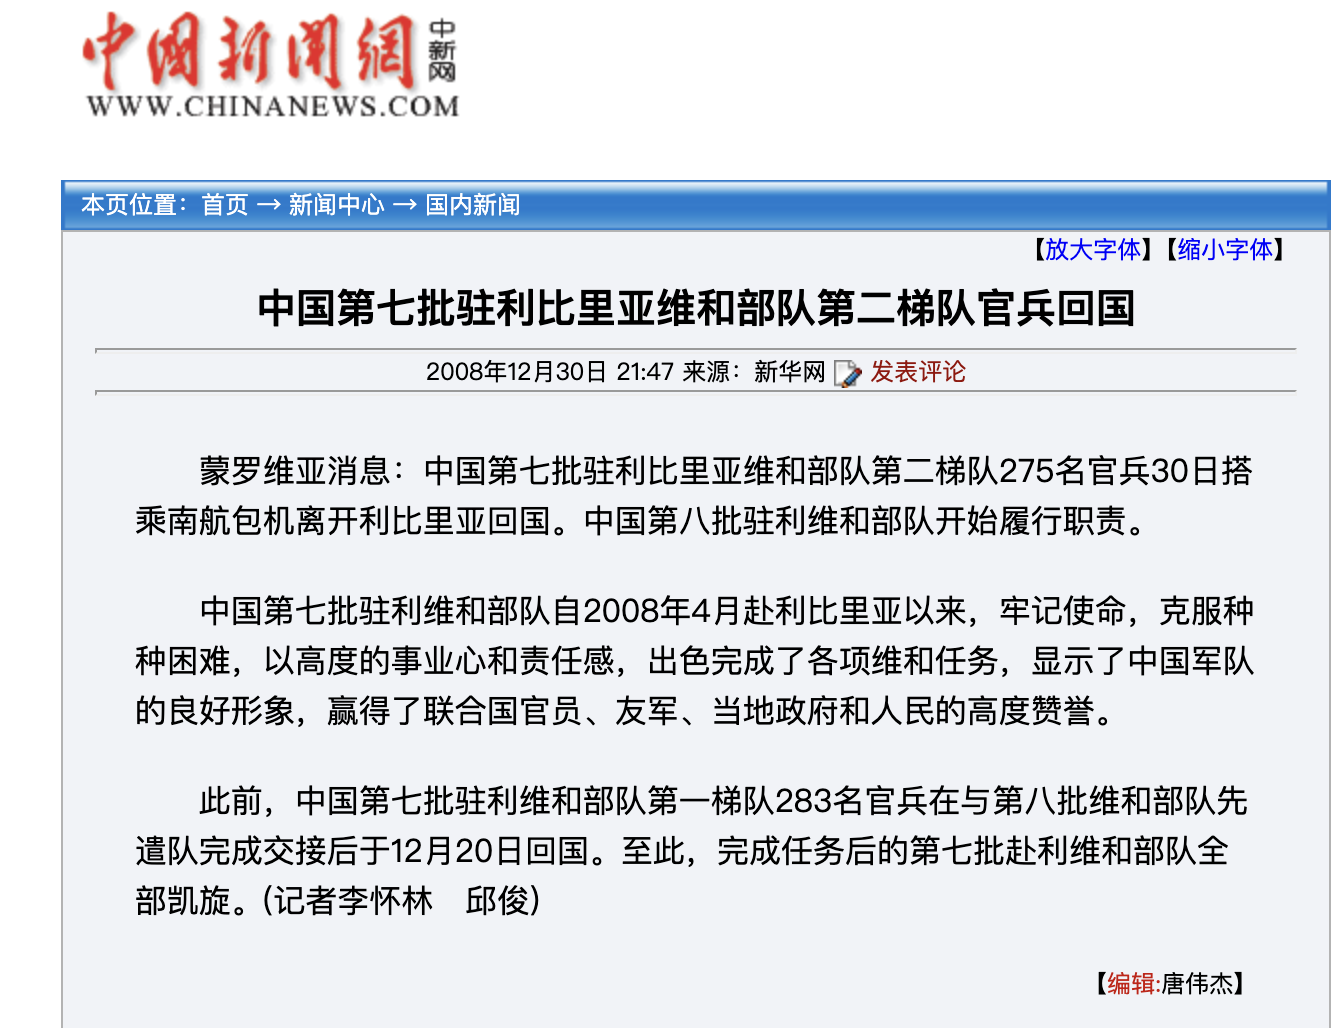 中國新聞網
中新网
WWW.CHINANEWS.COM
本页位置：首页 → 新闻中心 → 国内新闻
【放大字体】【缩小字体】
中国第七批驻利比里亚维和部队第二梯队官兵回国
2008年12月30日 21:47 来源：新华网 发表评论
蒙罗维亚消息：中国第七批驻利比里亚维和部队第二梯队275名官兵30日搭
乘南航包机离开利比里亚回国。中国第八批驻利维和部队开始履行职责。
中国第七批驻利维和部队自2008年4月赴利比里亚以来，牢记使命，克服种
种困难，以高度的事业心和责任感，出色完成了各项维和任务，显示了中国军队
的良好形象，赢得了联合国官员、友军、当地政府和人民的高度赞誉。
此前，中国第七批驻利维和部队第一梯队283名官兵在与第八批维和部队先
遣队完成交接后于12月20日回国。至此，完成任务后的第七批赴利维和部队全
部凯旋。(记者李怀林　邱俊)
【编辑:唐伟杰】